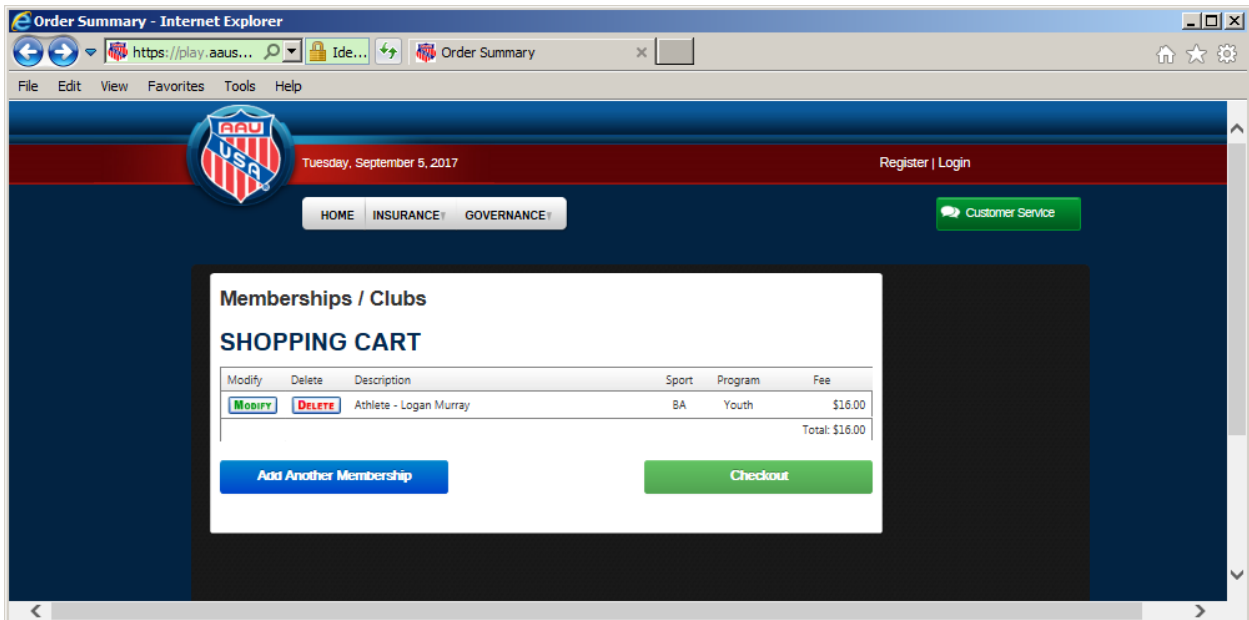 Order Summary - Internet Explorer
https://play.aaus... Ide... Order Summary
File Edit View Favorites Tools Help
AAU
USA
Tuesday, September 5, 2017 Register | Login
HOME INSURANCE GOVERNANCE Customer Service
Memberships / Clubs
SHOPPING CART
Modify Delete Description Sport Program Fee
MODIFY DELETE Athlete - Logan Murray BA Youth $16.00
Total: $16.00
Add Another Membership Checkout